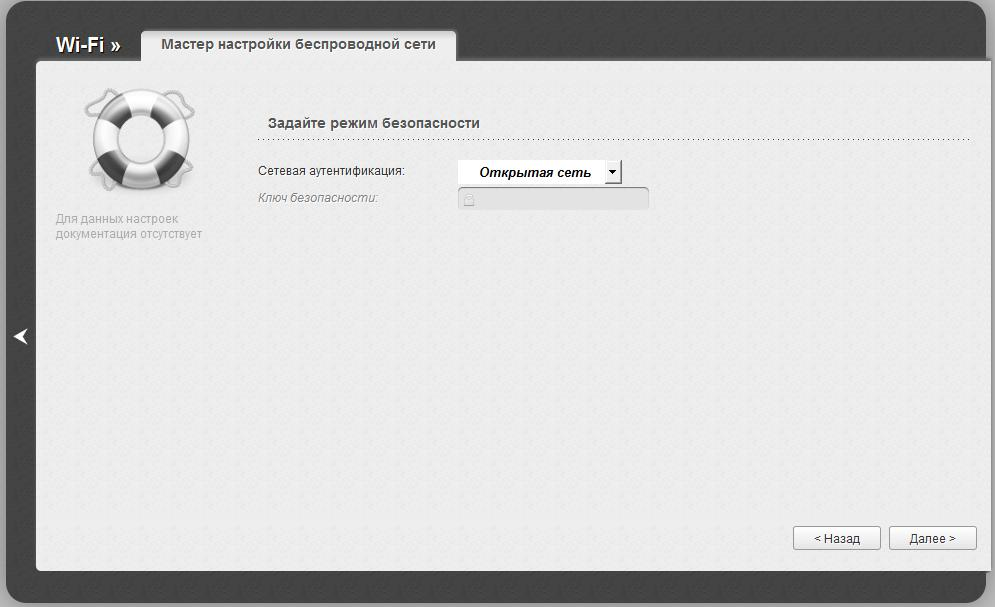 Wi-Fi » Мастер настройки беспроводной сети
Для данных настроек
документация отсутствует
Задайте режим безопасности
Сетевая аутентификация: Открытая сеть
Ключ безопасности:
< Назад Далее >